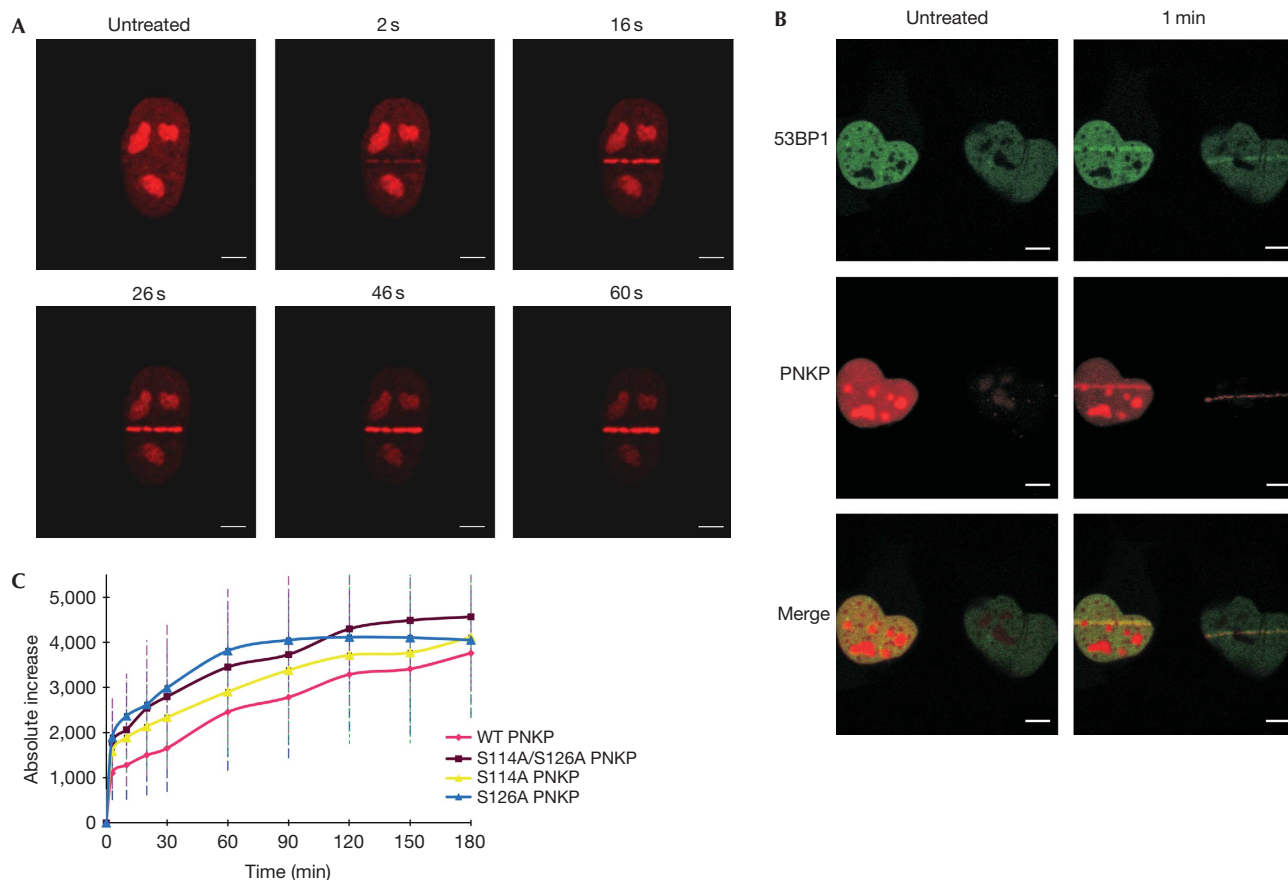 A
Untreated
2 s
16 s
26 s
46 s
60 s
B
Untreated
1 min
53BP1
PNKP
Merge
C
Absolute increase
5,000
4,000
3,000
2,000
1,000
0
0
30
60
90
120
150
180
Time (min)
WT PNKP
S114A/S126A PNKP
S114A PNKP
S126A PNKP